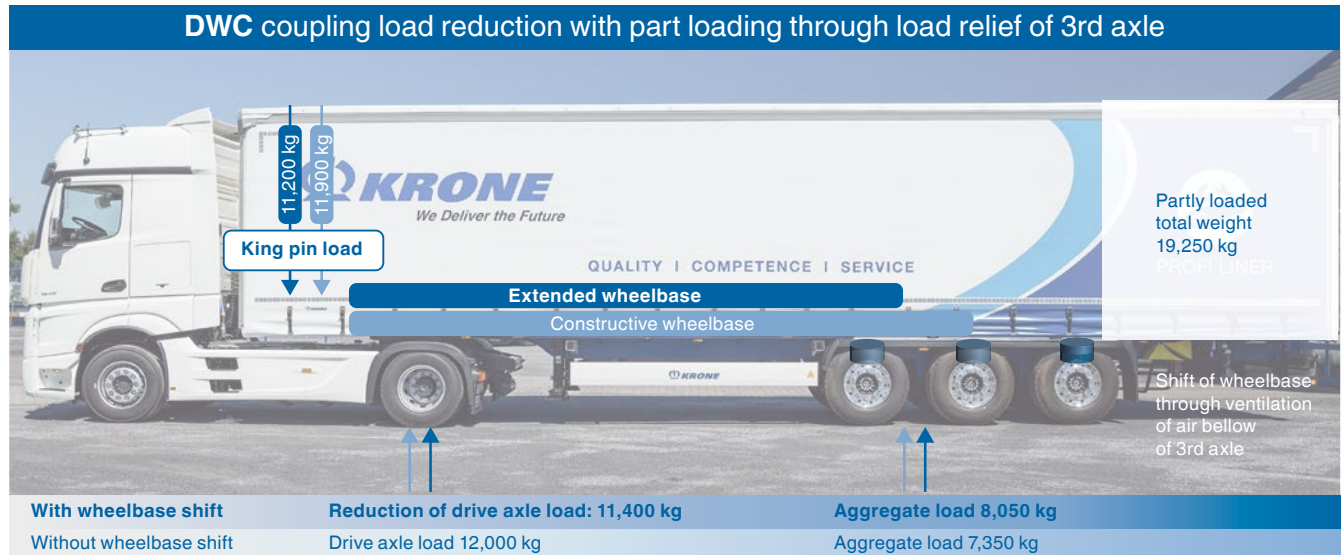 DWC coupling load reduction with part loading through load relief of 3rd axle
11,200 kg
11,900 kg
KRONE
We Deliver the Future
King pin load
QUALITY | COMPETENCE | SERVICE
Partly loaded
total weight
19,250 kg
PROFI LINER
Extended wheelbase
Constructive wheelbase
KRONE
Shift of wheelbase
through ventilation
of air bellow
of 3rd axle
With wheelbase shift Reduction of drive axle load: 11,400 kg Aggregate load 8,050 kg
Without wheelbase shift Drive axle load 12,000 kg Aggregate load 7,350 kg